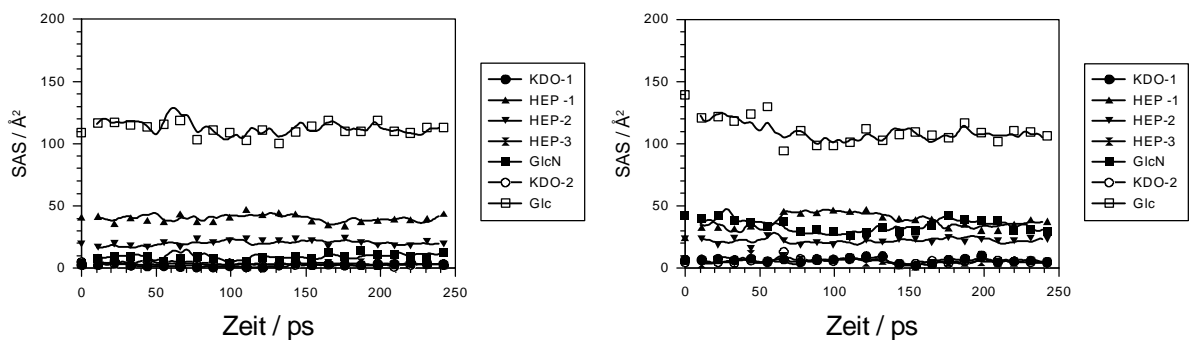 200
150
100
50
0
SAS / Å²
0 50 100 150 200 250
Zeit / ps
KDO-1
HEP -1
HEP-2
HEP-3
GlcN
KDO-2
Glc
200
150
100
50
0
SAS / Å²
0 50 100 150 200 250
Zeit / ps
KDO-1
HEP -1
HEP-2
HEP-3
GlcN
KDO-2
Glc